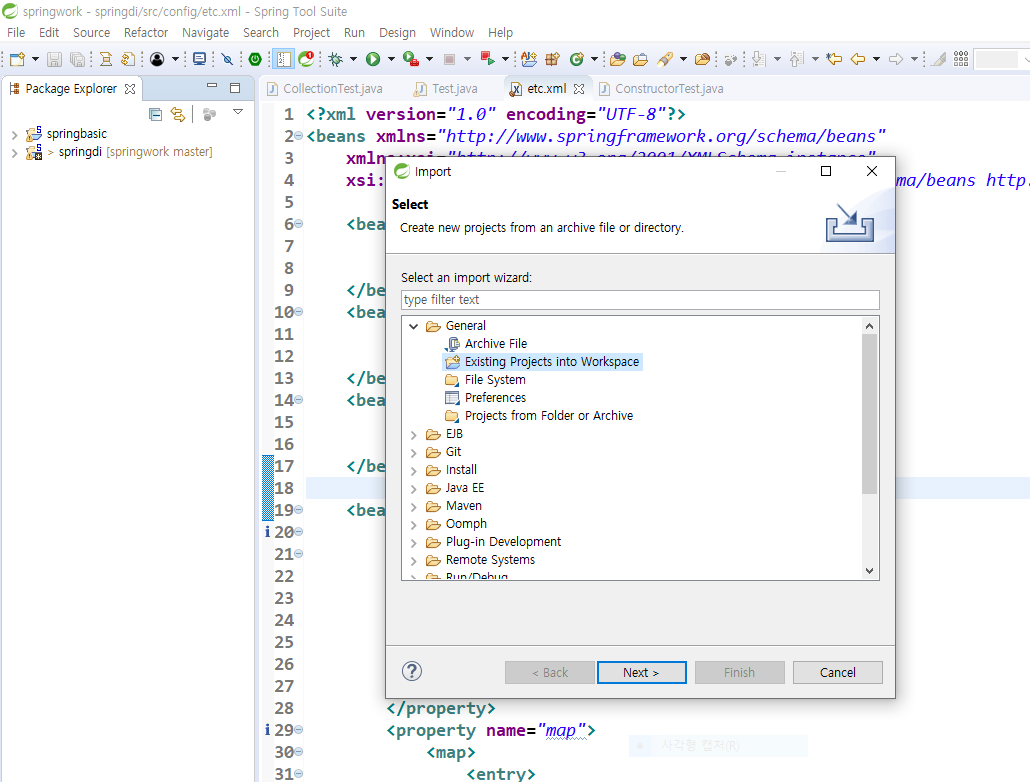 springwork - springdi/src/config/etc.xml - Spring Tool Suite
File Edit Source Refactor Navigate Search Project Run Design Window Help
Package Explorer
CollectionTest.java Test.java etc.xml ConstructorTest.java
springbasic
> springdi [springwork master]
1 <?xml version="1.0" encoding="UTF-8"?>
2 <beans xmlns="http://www.springframework.org/schema/beans"
3
4 xsi: ma/beans http:
5
6 <bea
7
8
9 </be
10 <bea
11
12
13 </be
14 <bea
15
16
17 </be
18
19 <bea
20
21
22
23
24
25
26
27
28 </property>
29 <property name="map">
30 <map>
31 <entry>
Import
Select
Create new projects from an archive file or directory.
Select an import wizard:
type filter text
General
Archive File
Existing Projects into Workspace
File System
Preferences
Projects from Folder or Archive
EJB
Git
Install
Java EE
Maven
Oomph
Plug-in Development
Remote Systems
Run/Debug
< Back Next > Finish Cancel
사각형 캡처(R)